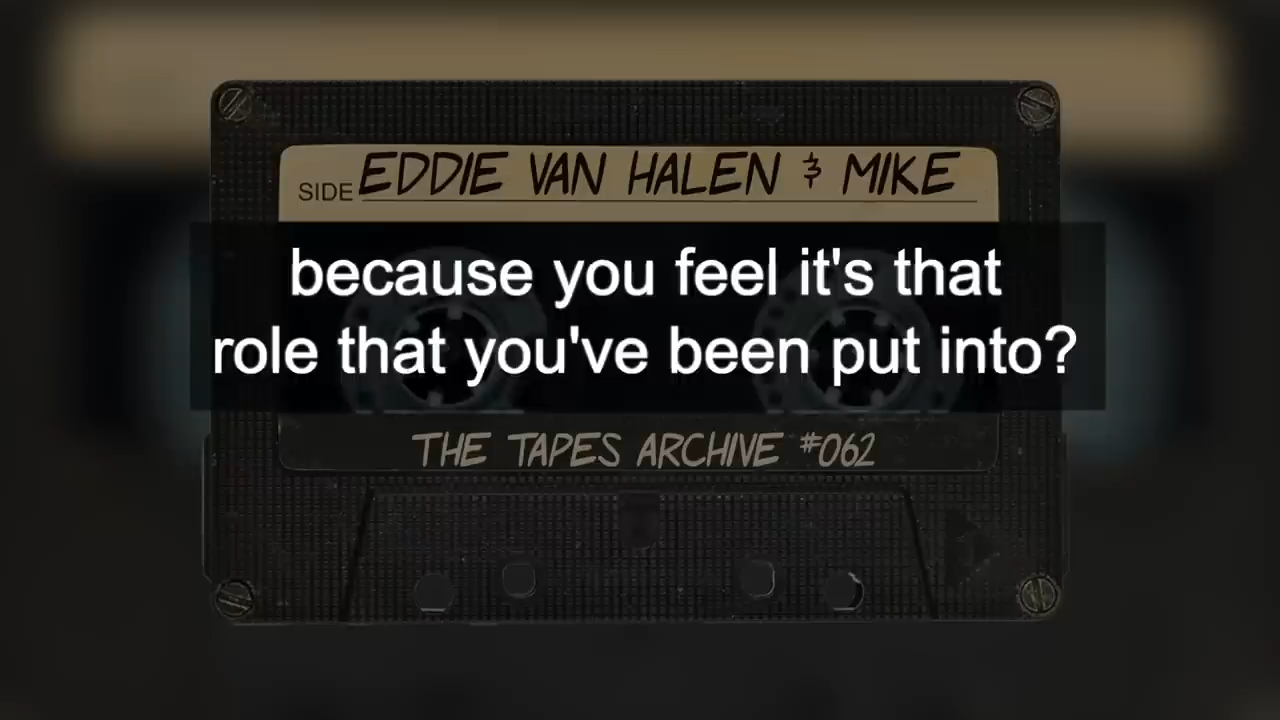 SIDE EDDIE VAN HALEN & MIKE
because you feel it's that
role that you've been put into?
THE TAPES ARCHIVE #062